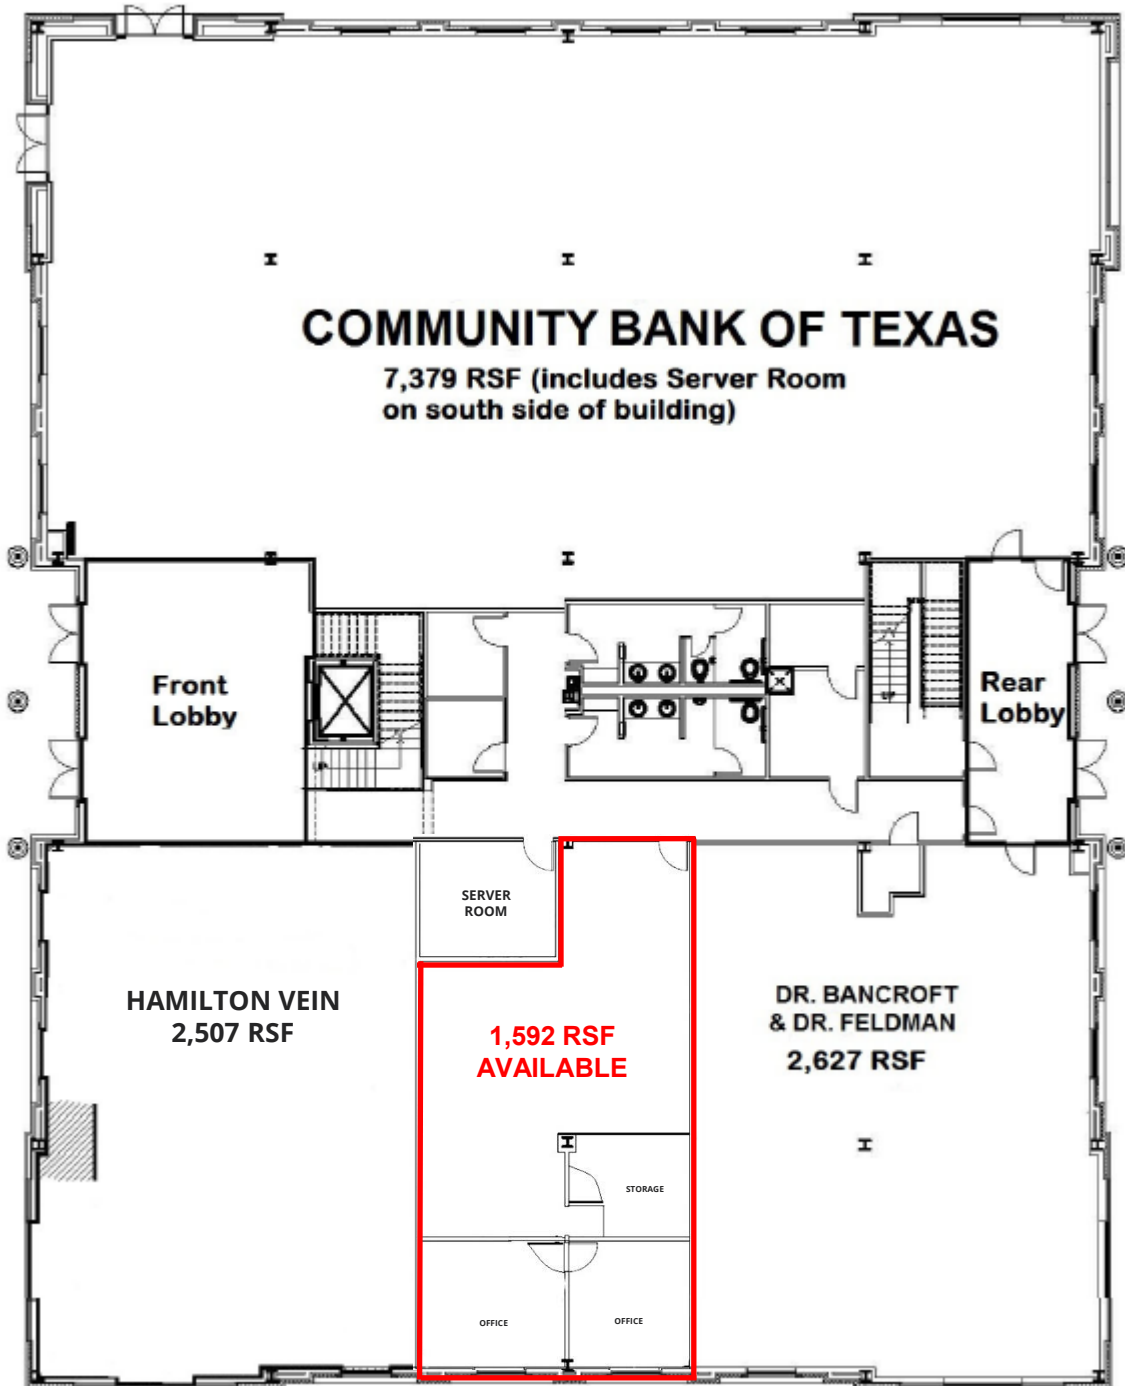 COMMUNITY BANK OF TEXAS
7,379 RSF (includes Server Room
on south side of building)
Front
Lobby
Rear
Lobby
SERVER
ROOM
HAMILTON VEIN
2,507 RSF
1,592 RSF
AVAILABLE
DR. BANCROFT
& DR. FELDMAN
2,627 RSF
STORAGE
OFFICE
OFFICE